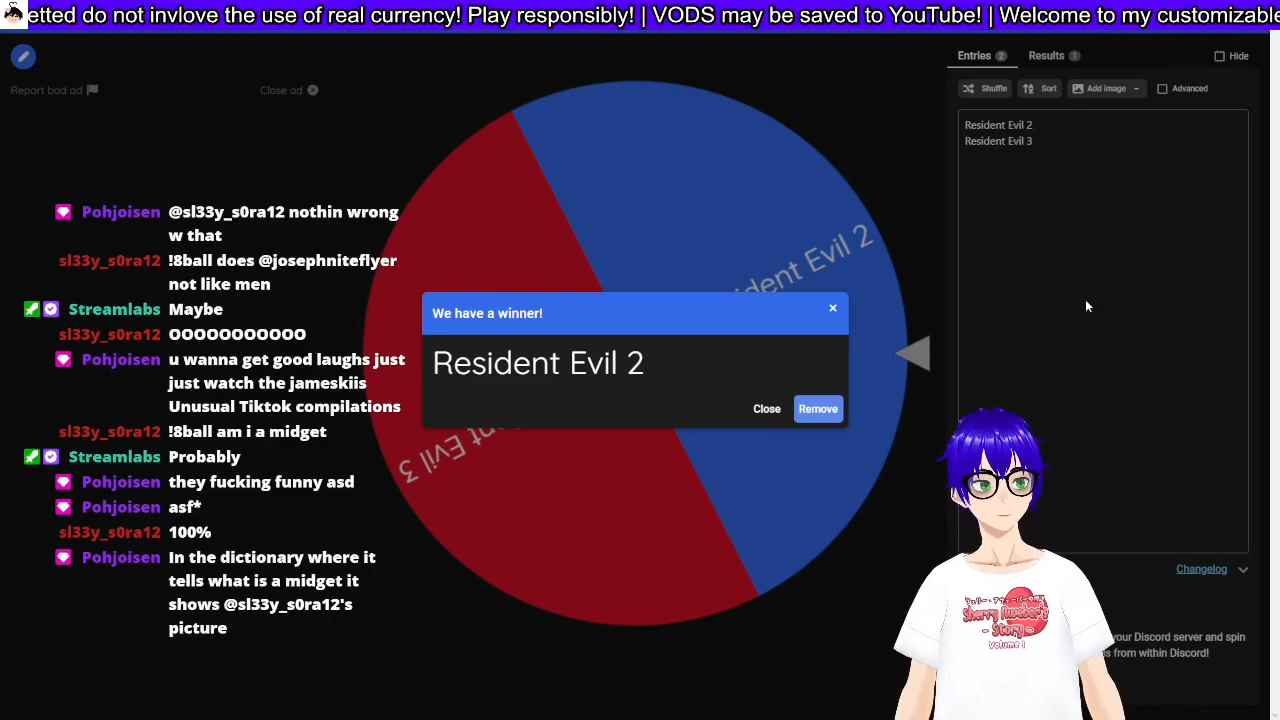 etted do not invlove the use of real currency! Play responsibly! | VODS may be saved to YouTube! | Welcome to my customizable
Report bad ad
Close ad
Entries 2
Results 1
Hide
Shuffle
Sort
Add image
Advanced
Resident Evil 2
Resident Evil 3
Pohjoisen @sl33y_s0ra12 nothin wrong
w that
sl33y_s0ra12 !8ball does @josephniteflyer
not like men
Streamlabs Maybe
sl33y_s0ra12 OOOOOOOOOOO
Pohjoisen u wanna get good laughs just
just watch the jameskiis
Unusual Tiktok compilations
sl33y_s0ra12 !8ball am i a midget
Streamlabs Probably
Pohjoisen they fucking funny asd
Pohjoisen asf*
sl33y_s0ra12 100%
Pohjoisen In the dictionary where it
tells what is a midget it
shows @sl33y_s0ra12's
picture
ident Evil 2
We have a winner!
Resident Evil 2
Close
Remove
Evil 3
Changelog
your Discord server and spin
s from within Discord!
Sherry Aweber's
- Story -
Volume 1